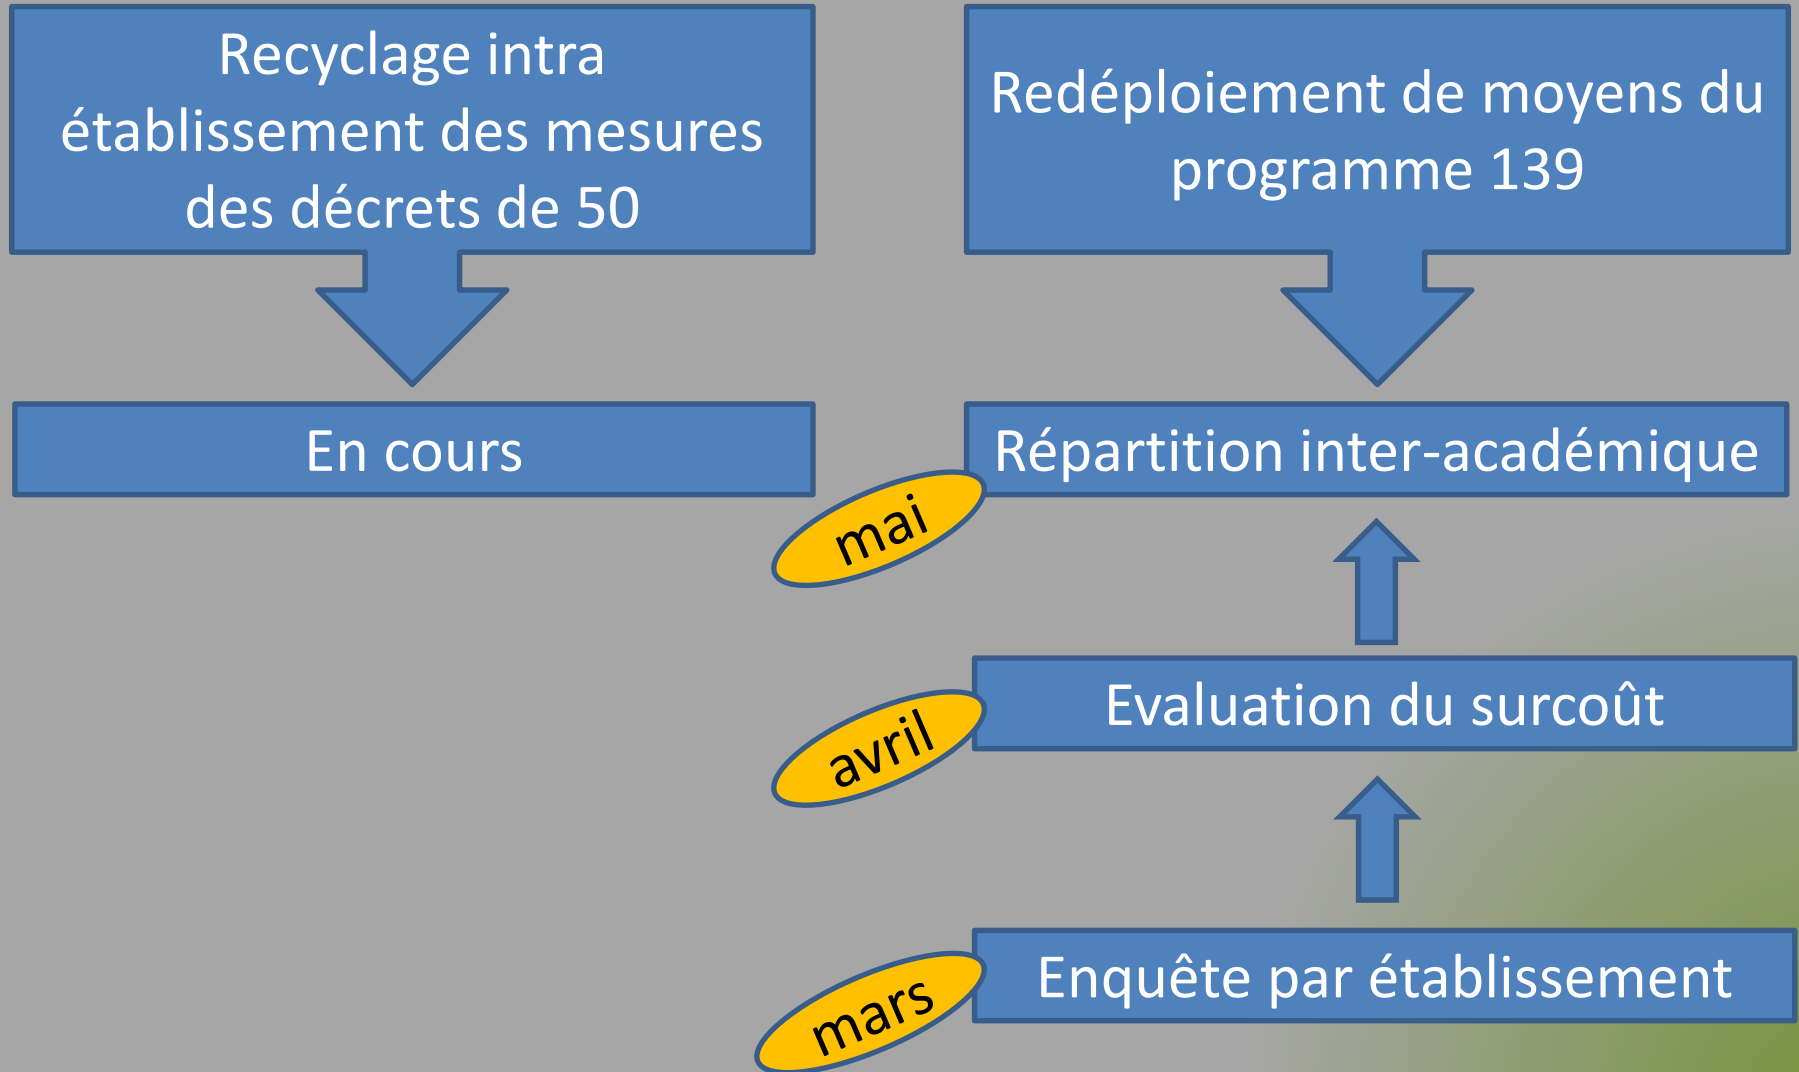 Recyclage intra
établissement des mesures
des décrets de 50
Redéploiement de moyens du
programme 139
En cours
Répartition inter-académique
mai
Evaluation du surcoût
avril
Enquête par établissement
mars